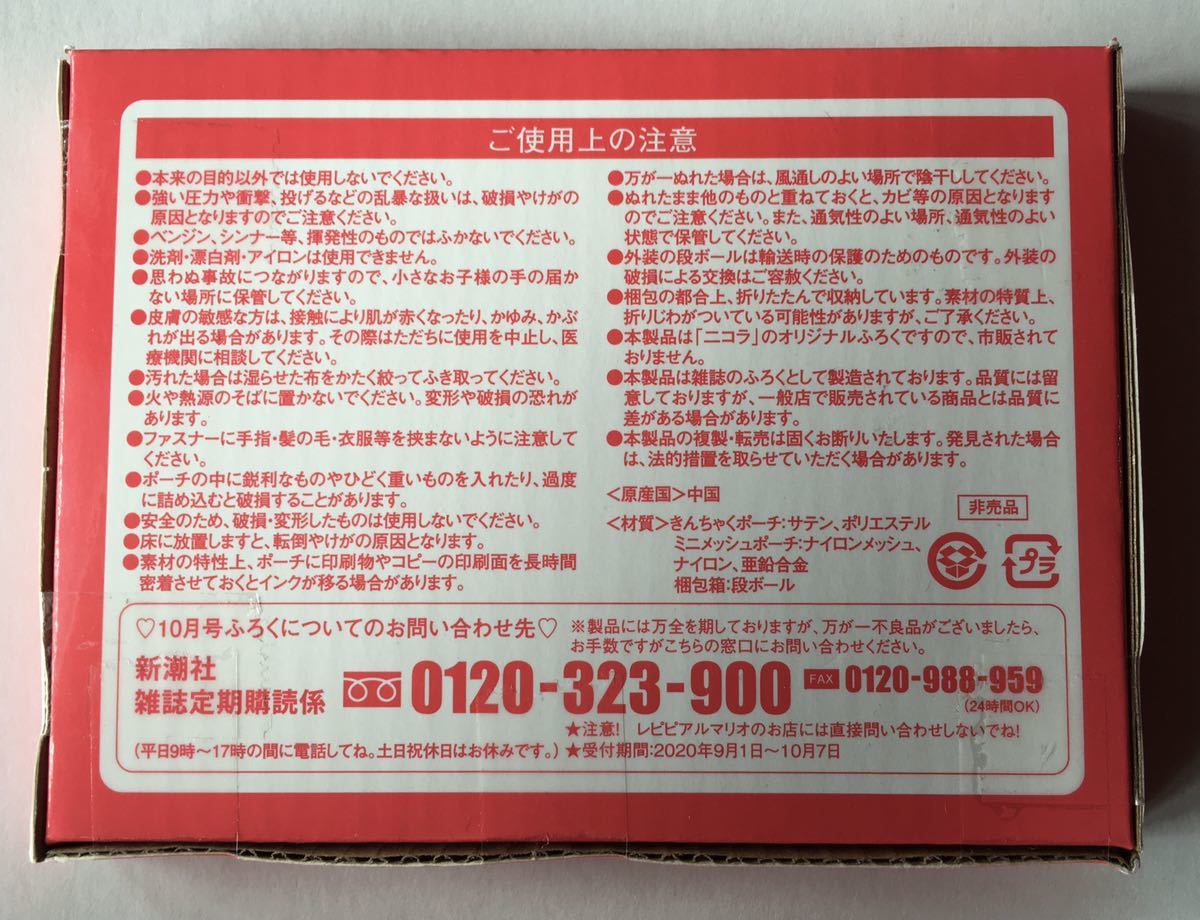 ご使用上の注意
●本来の目的以外では使用しないでください。
●強い圧力や衝撃、投げるなどの乱暴な扱いは、破損やけがの
原因となりますのでご注意ください。
●ベンジン、シンナー等、揮発性のものではふかないでください。
●洗剤・漂白剤・アイロンは使用できません。
●思わぬ事故につながりますので、小さなお子様の手の届か
ない場所に保管してください。
●皮膚の敏感な方は、接触により肌が赤くなったり、かゆみ、かぶ
れが出る場合があります。その際はただちに使用を中止し、医
療機関に相談してください。
●汚れた場合は湿らせた布をかたく絞ってふき取ってください。
●火や熱源のそばに置かないでください。変形や破損の恐れが
あります。
●ファスナーに手指・髪の毛・衣服等を挟まないように注意して
ください。
●ポーチの中に鋭利なものやひどく重いものを入れたり、過度
に詰め込むと破損することがあります。
●安全のため、破損・変形したものは使用しないでください。
●床に放置しますと、転倒やけがの原因となります。
●素材の特性上、ポーチに印刷物やコピーの印刷面を長時間
密着させておくとインクが移る場合があります。
●万が一ぬれた場合は、風通しのよい場所で陰干ししてください。
●ぬれたまま他のものと重ねておくと、カビ等の原因となります
のでご注意ください。また、通気性のよい場所、通気性のよい
状態で保管してください。
●外装の段ボールは輸送時の保護のためのものです。外装の
破損による交換はご容赦ください。
●梱包の都合上、折りたたんで収納しています。素材の特質上、
折りじわがついている可能性がありますが、ご了承ください。
●本製品は「ニコラ」のオリジナルふろくですので、市販されて
おりません。
●本製品は雑誌のふろくとして製造されております。品質には留
意しておりますが、一般店で販売されている商品とは品質に
差がある場合があります。
●本製品の複製・転売は固くお断りいたします。発見された場合
は、法的措置を取らせていただく場合があります。
<原産国>中国
非売品
<材質>きんちゃくポーチ:サテン、ポリエステル
ミニメッシュポーチ:ナイロンメッシュ、
ナイロン、亜鉛合金
梱包箱:段ボール
プラ
♡10月号ふろくについてのお問い合わせ先♡
※製品には万全を期しておりますが、万が一不良品がございましたら、
お手数ですがこちらの窓口にお問い合わせください。
新潮社
雑誌定期購読係
0120-323-900
FAX 0120-988-959
(24時間OK)
★注意! レピピアルマリオのお店には直接問い合わせしないでね!
(平日9時〜17時の間に電話してね。土日祝休日はお休みです。)
★受付期間:2020年9月1日〜10月7日